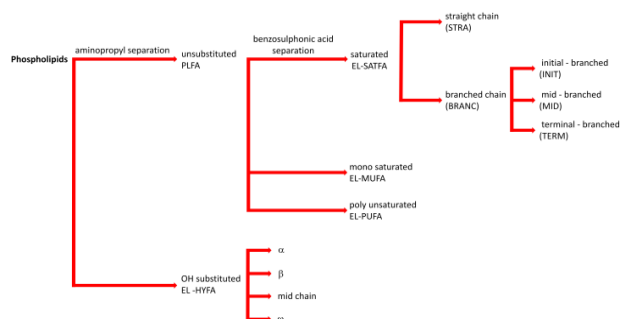 straight chain
(STRA)
benzosulphonic acid
separation
aminopropyl separation
Phospholipids
unsubstituted
PLFA
saturated
EL-SATFA
initial - branched
(INIT)
branched chain
(BRANC)
mid - branched
(MID)
terminal - branched
(TERM)
mono saturated
EL-MUFA
poly unsaturated
EL-PUFA
α
OH substituted
EL -HYFA
β
mid chain